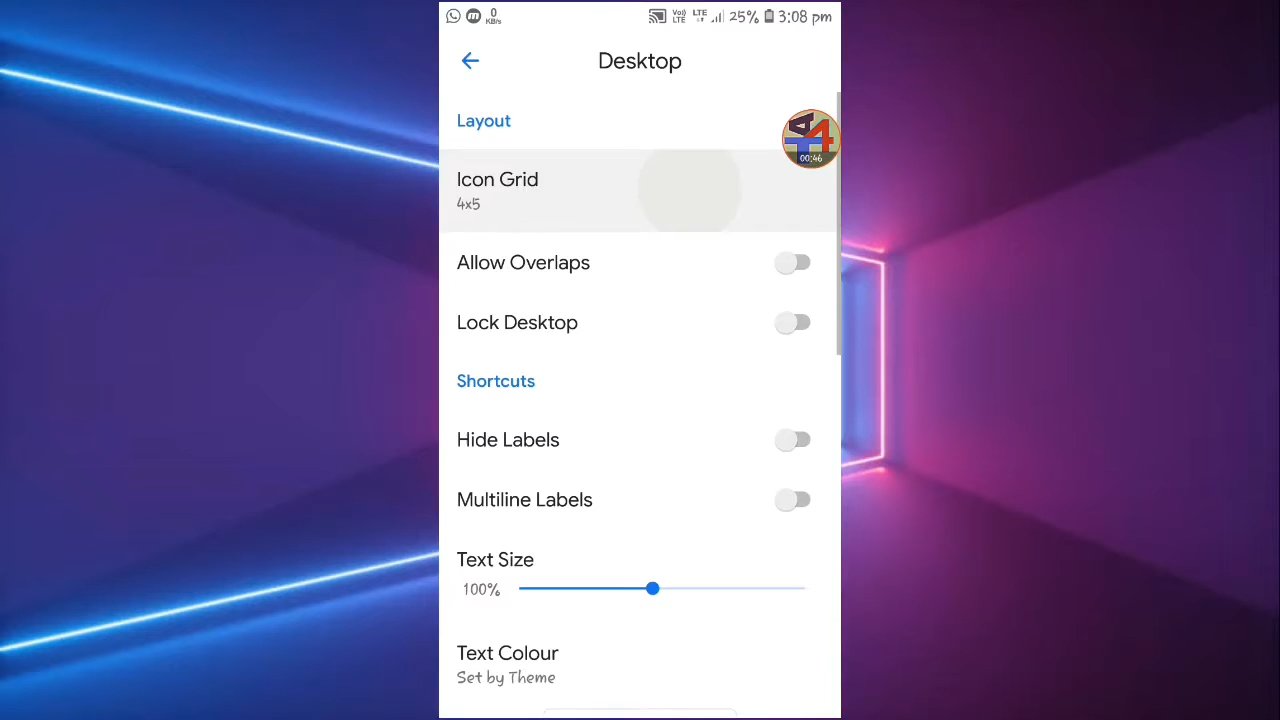 0
KB/s
Vo)
LTE
LTE
25%
3:08 pm
Desktop
Layout
00:46
Icon Grid
4x5
Allow Overlaps
Lock Desktop
Shortcuts
Hide Labels
Multiline Labels
Text Size
100%
Text Colour
Set by Theme